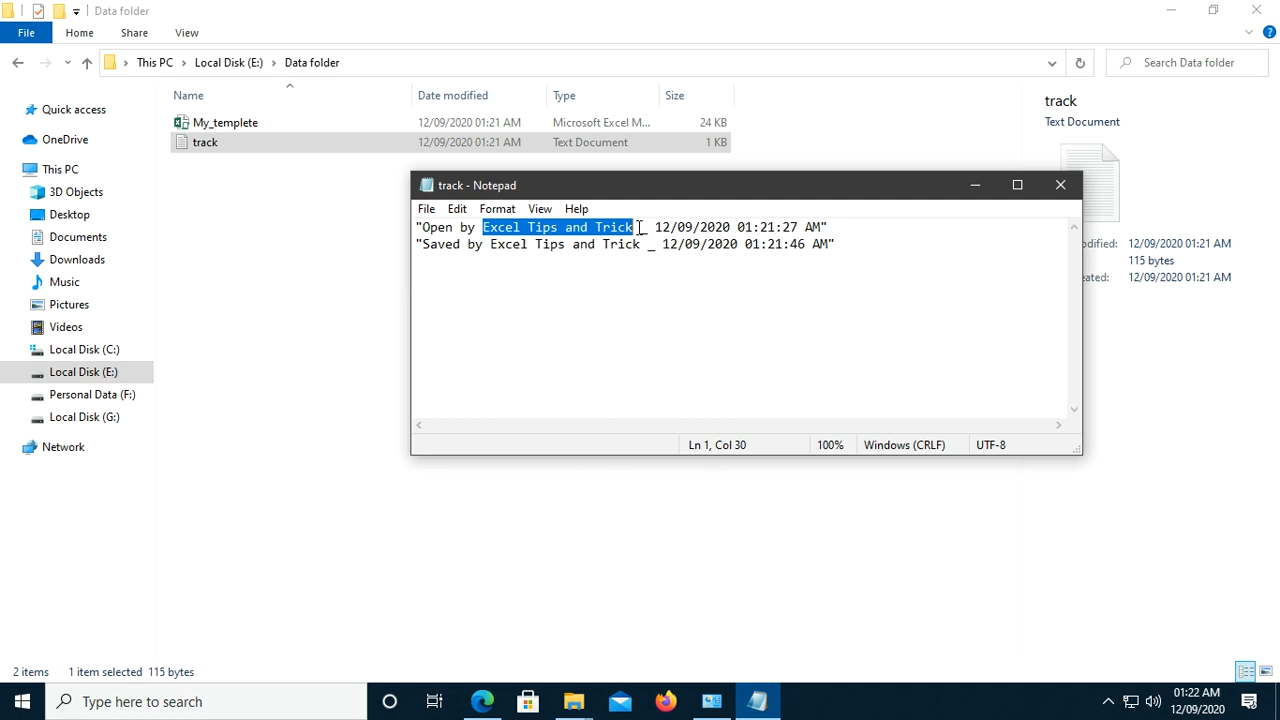 Data folder
File Home Share View
This PC Local Disk (E:) Data folder
Search Data folder
Name Date modified Type Size
My_templete 12/09/2020 01:21 AM Microsoft Excel M... 24 KB
track 12/09/2020 01:21 AM Text Document 1 KB
Quick access
OneDrive
This PC
3D Objects
Desktop
Documents
Downloads
Music
Pictures
Videos
Local Disk (C:)
Local Disk (E:)
Personal Data (F:)
Local Disk (G:)
Network
track - Notepad
File Edit Format View Help
"Open by Excel Tips and Trick _ 12/09/2020 01:21:27 AM"
"Saved by Excel Tips and Trick _ 12/09/2020 01:21:46 AM"
Ln 1, Col 30 100% Windows (CRLF) UTF-8
track
Text Document
odified: 12/09/2020 01:21 AM
115 bytes
eated: 12/09/2020 01:21 AM
2 items 1 item selected 115 bytes
Type here to search
01:22 AM
12/09/2020